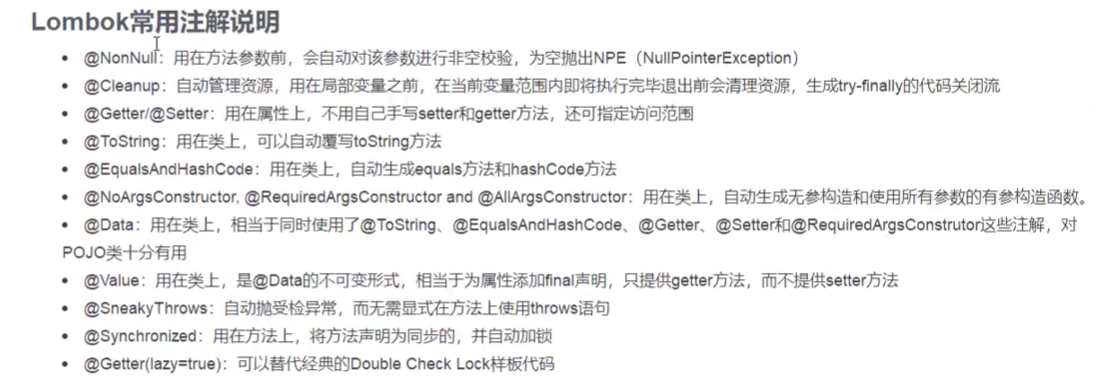 Lombok常用注解说明
@NonNull：用在方法参数前，会自动对该参数进行非空校验，为空抛出NPE（NullPointerException）
@Cleanup：自动管理资源，用在局部变量之前，在当前变量范围内即将执行完毕退出前会清理资源，生成try-finally的代码关闭流
@Getter/@Setter：用在属性上，不用自己手写setter和getter方法，还可指定访问范围
@ToString：用在类上，可以自动覆写toString方法
@EqualsAndHashCode：用在类上，自动生成equals方法和hashCode方法
@NoArgsConstructor, @RequiredArgsConstructor and @AllArgsConstructor：用在类上，自动生成无参构造和使用所有参数的有参构造函数。
@Data：用在类上，相当于同时使用了@ToString、@EqualsAndHashCode、@Getter、@Setter和@RequiredArgsConstrutor这些注解，对
POJO类十分有用
@Value：用在类上，是@Data的不可变形式，相当于为属性添加final声明，只提供getter方法，而不提供setter方法
@SneakyThrows：自动抛受检异常，而无需显式在方法上使用throws语句
@Synchronized：用在方法上，将方法声明为同步的，并自动加锁
@Getter(lazy=true)：可以替代经典的Double Check Lock样板代码